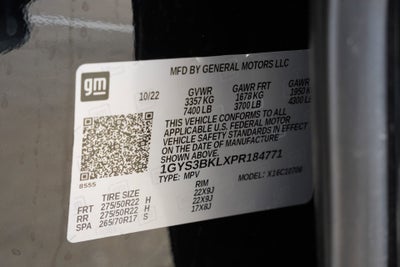 gm
MFD BY GENERAL MOTORS LLC
10/22 GVWR GAWR FRT GAWR
3357 KG 1678 KG 1950 KG
7400 LB 3700 LB 4300 LB
THIS VEHICLE CONFORMS TO ALL
APPLICABLE U.S. FEDERAL MOTOR
VEHICLE SAFETY STANDARDS IN EFFECT
ON THE DATE OF MANUFACTURE
SHOWN ABOVE.
1GYS3BKLXPR184771
8555 TYPE: MPV MODEL:
TIRE SIZE RIM
FRT 275/50R22 H 22X9J
RR 275/50R22 H 22X9J
SPA 265/70R17 S 17X8J